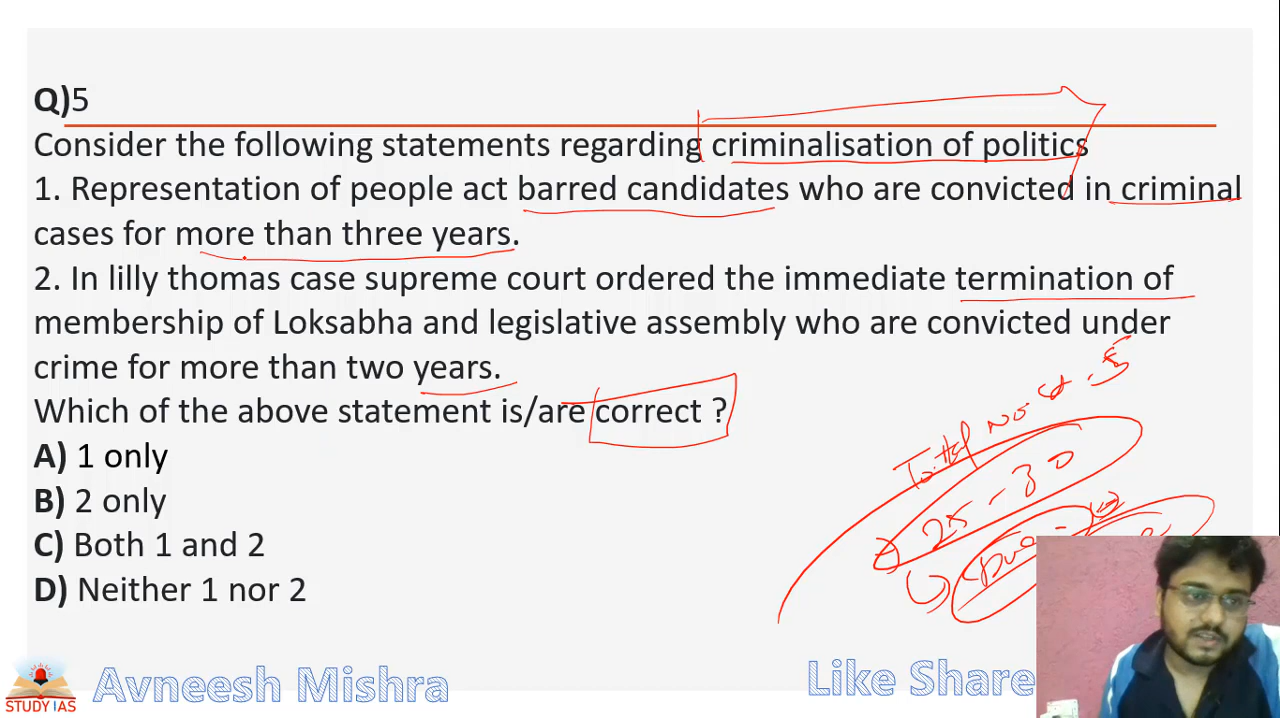 Q)5
Consider the following statements regarding criminalisation of politics
1. Representation of people act barred candidates who are convicted in criminal
cases for more than three years.
2. In lilly thomas case supreme court ordered the immediate termination of
membership of Loksabha and legislative assembly who are convicted under
crime for more than two years.
Which of the above statement is/are correct ?
A) 1 only
B) 2 only
C) Both 1 and 2
D) Neither 1 nor 2
25-30
STUDY IAS
Avneesh Mishra
Like Share